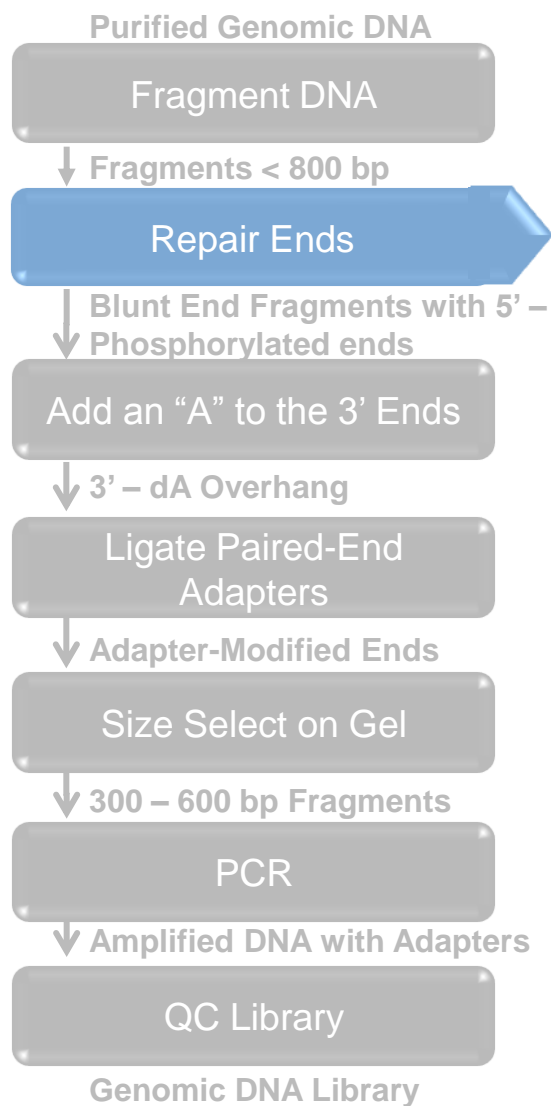 Purified Genomic DNA
Fragment DNA
Fragments < 800 bp
Repair Ends
Blunt End Fragments with 5’ –
Phosphorylated ends
Add an “A” to the 3’ Ends
3’ – dA Overhang
Ligate Paired-End
Adapters
Adapter-Modified Ends
Size Select on Gel
300 – 600 bp Fragments
PCR
Amplified DNA with Adapters
QC Library
Genomic DNA Library